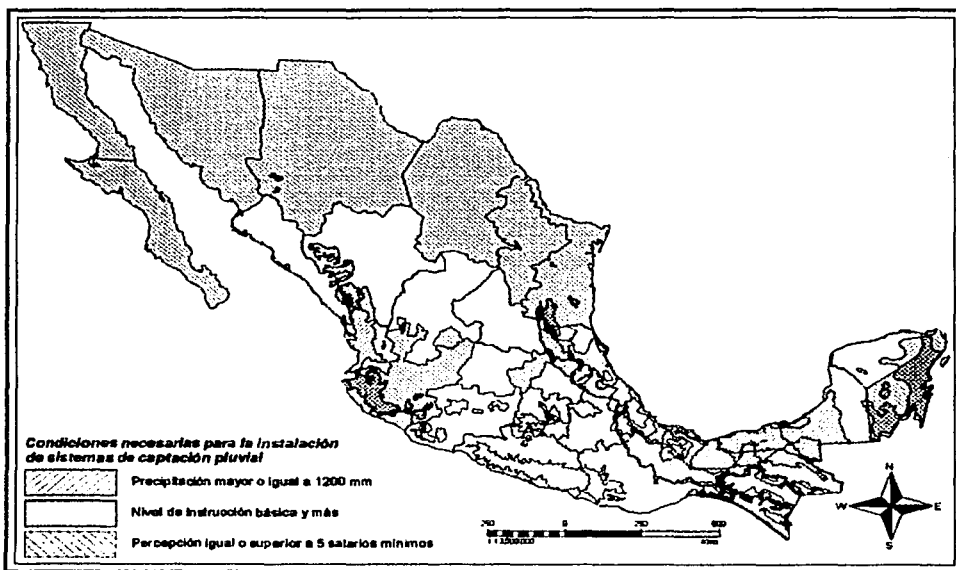 Condiciones necesarias para la instalación
de sistemas de captación pluvial
Precipitación mayor o igual a 1200 mm
Nivel de instrucción básica y más
Percepción igual o superior a 5 salarios mínimos
N
W
E
S
0